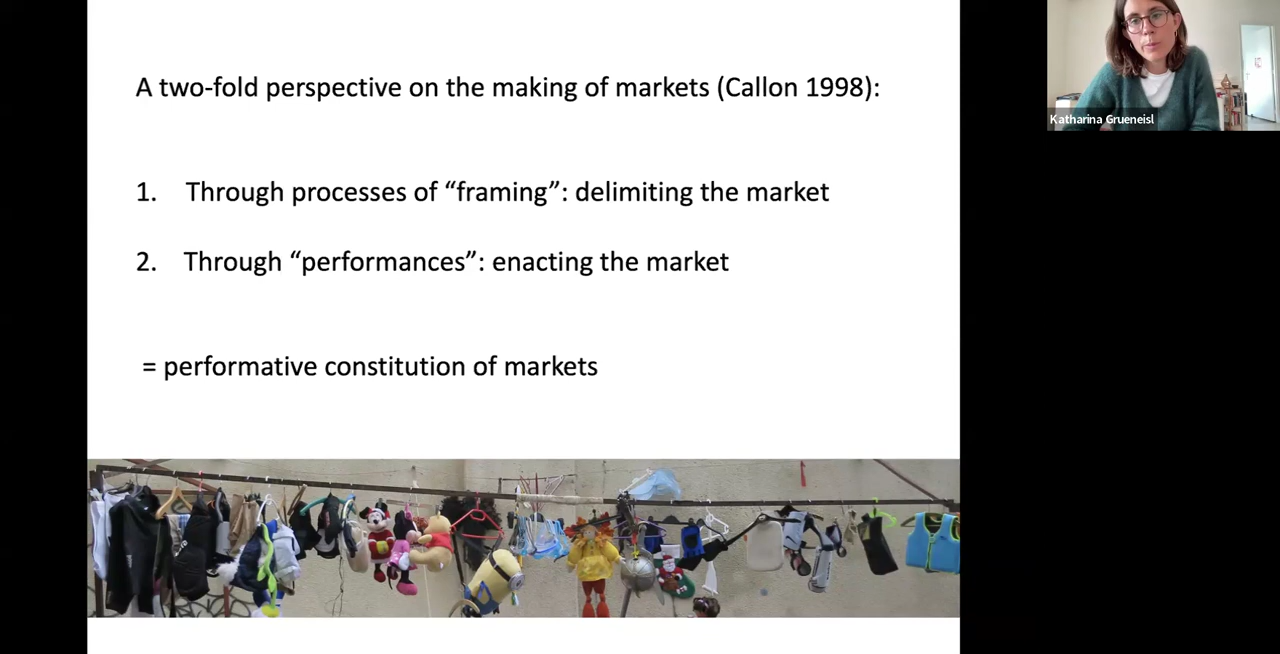 A two-fold perspective on the making of markets (Callon 1998):
Katharina Grueneisl
1. Through processes of “framing”: delimiting the market
2. Through “performances”: enacting the market
= performative constitution of markets